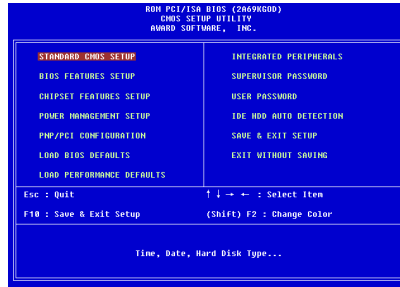 ROM PCI/ISA BIOS (2A69KGOD)
CMOS SETUP UTILITY
AWARD SOFTWARE, INC.
STANDARD CMOS SETUP
BIOS FEATURES SETUP
CHIPSET FEATURES SETUP
POWER MANAGEMENT SETUP
PNP/PCI CONFIGURATION
LOAD BIOS DEFAULTS
LOAD PERFORMANCE DEFAULTS
INTEGRATED PERIPHERALS
SUPERVISOR PASSWORD
USER PASSWORD
IDE HDD AUTO DETECTION
SAVE & EXIT SETUP
EXIT WITHOUT SAVING
Esc : Quit
↑ ↓ → ← : Select Item
F10 : Save & Exit Setup
(Shift) F2 : Change Color
Time, Date, Hard Disk Type...